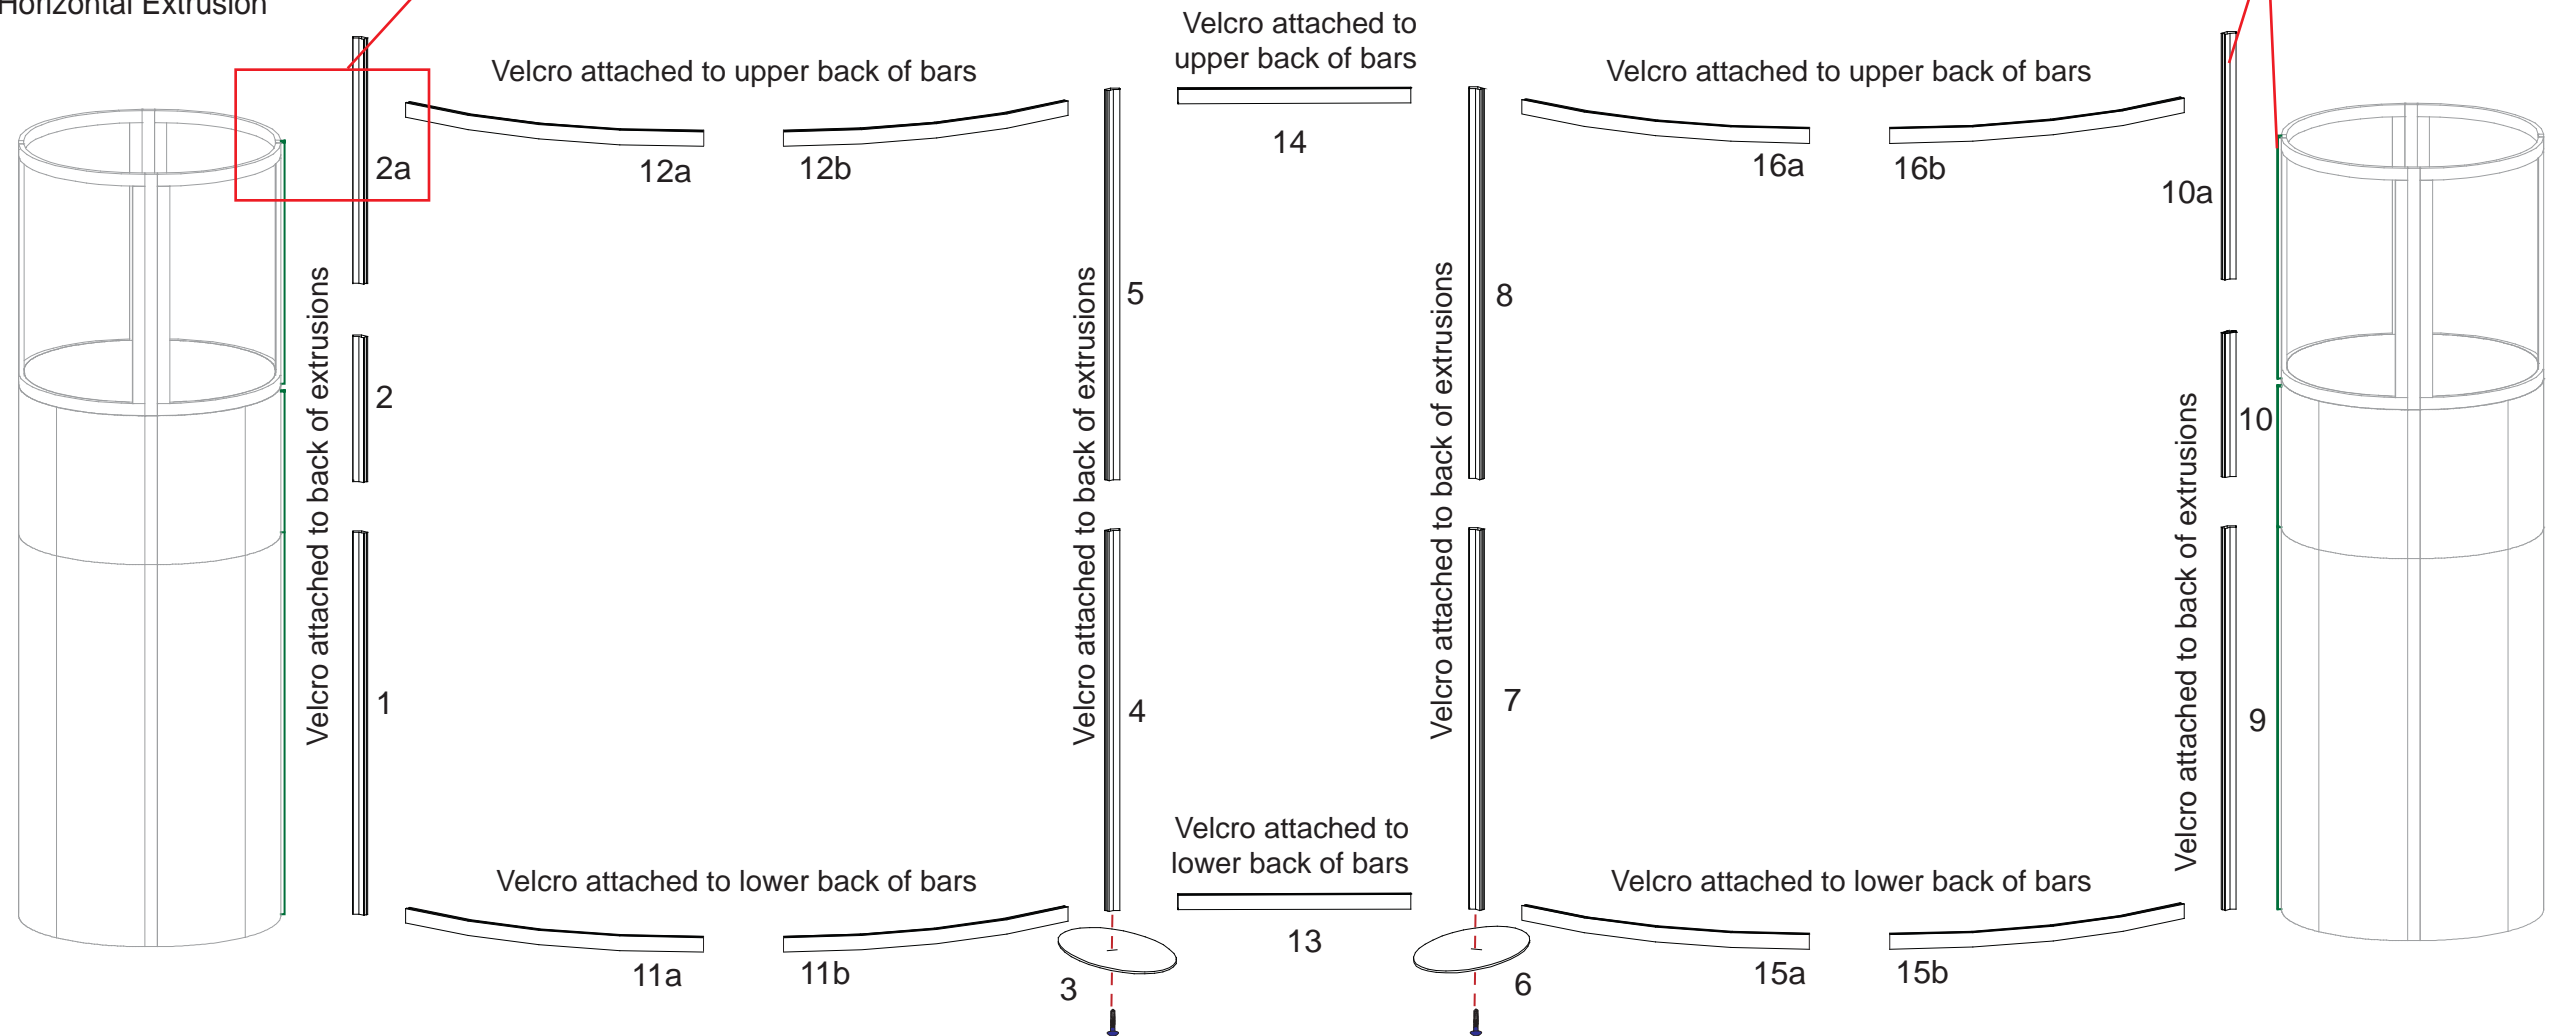 Horizontal Extrusion
Velcro attached to
upper back of bars
Velcro attached to upper back of bars
Velcro attached to upper back of bars
2a
12a
12b
14
16a
16b
10a
Velcro attached to back of extrusions
Velcro attached to back of extrusions
Velcro attached to back of extrusions
Velcro attached to back of extrusions
5
8
2
10
1
4
7
9
Velcro attached to
lower back of bars
Velcro attached to lower back of bars
Velcro attached to lower back of bars
11a
11b
3
13
6
15a
15b